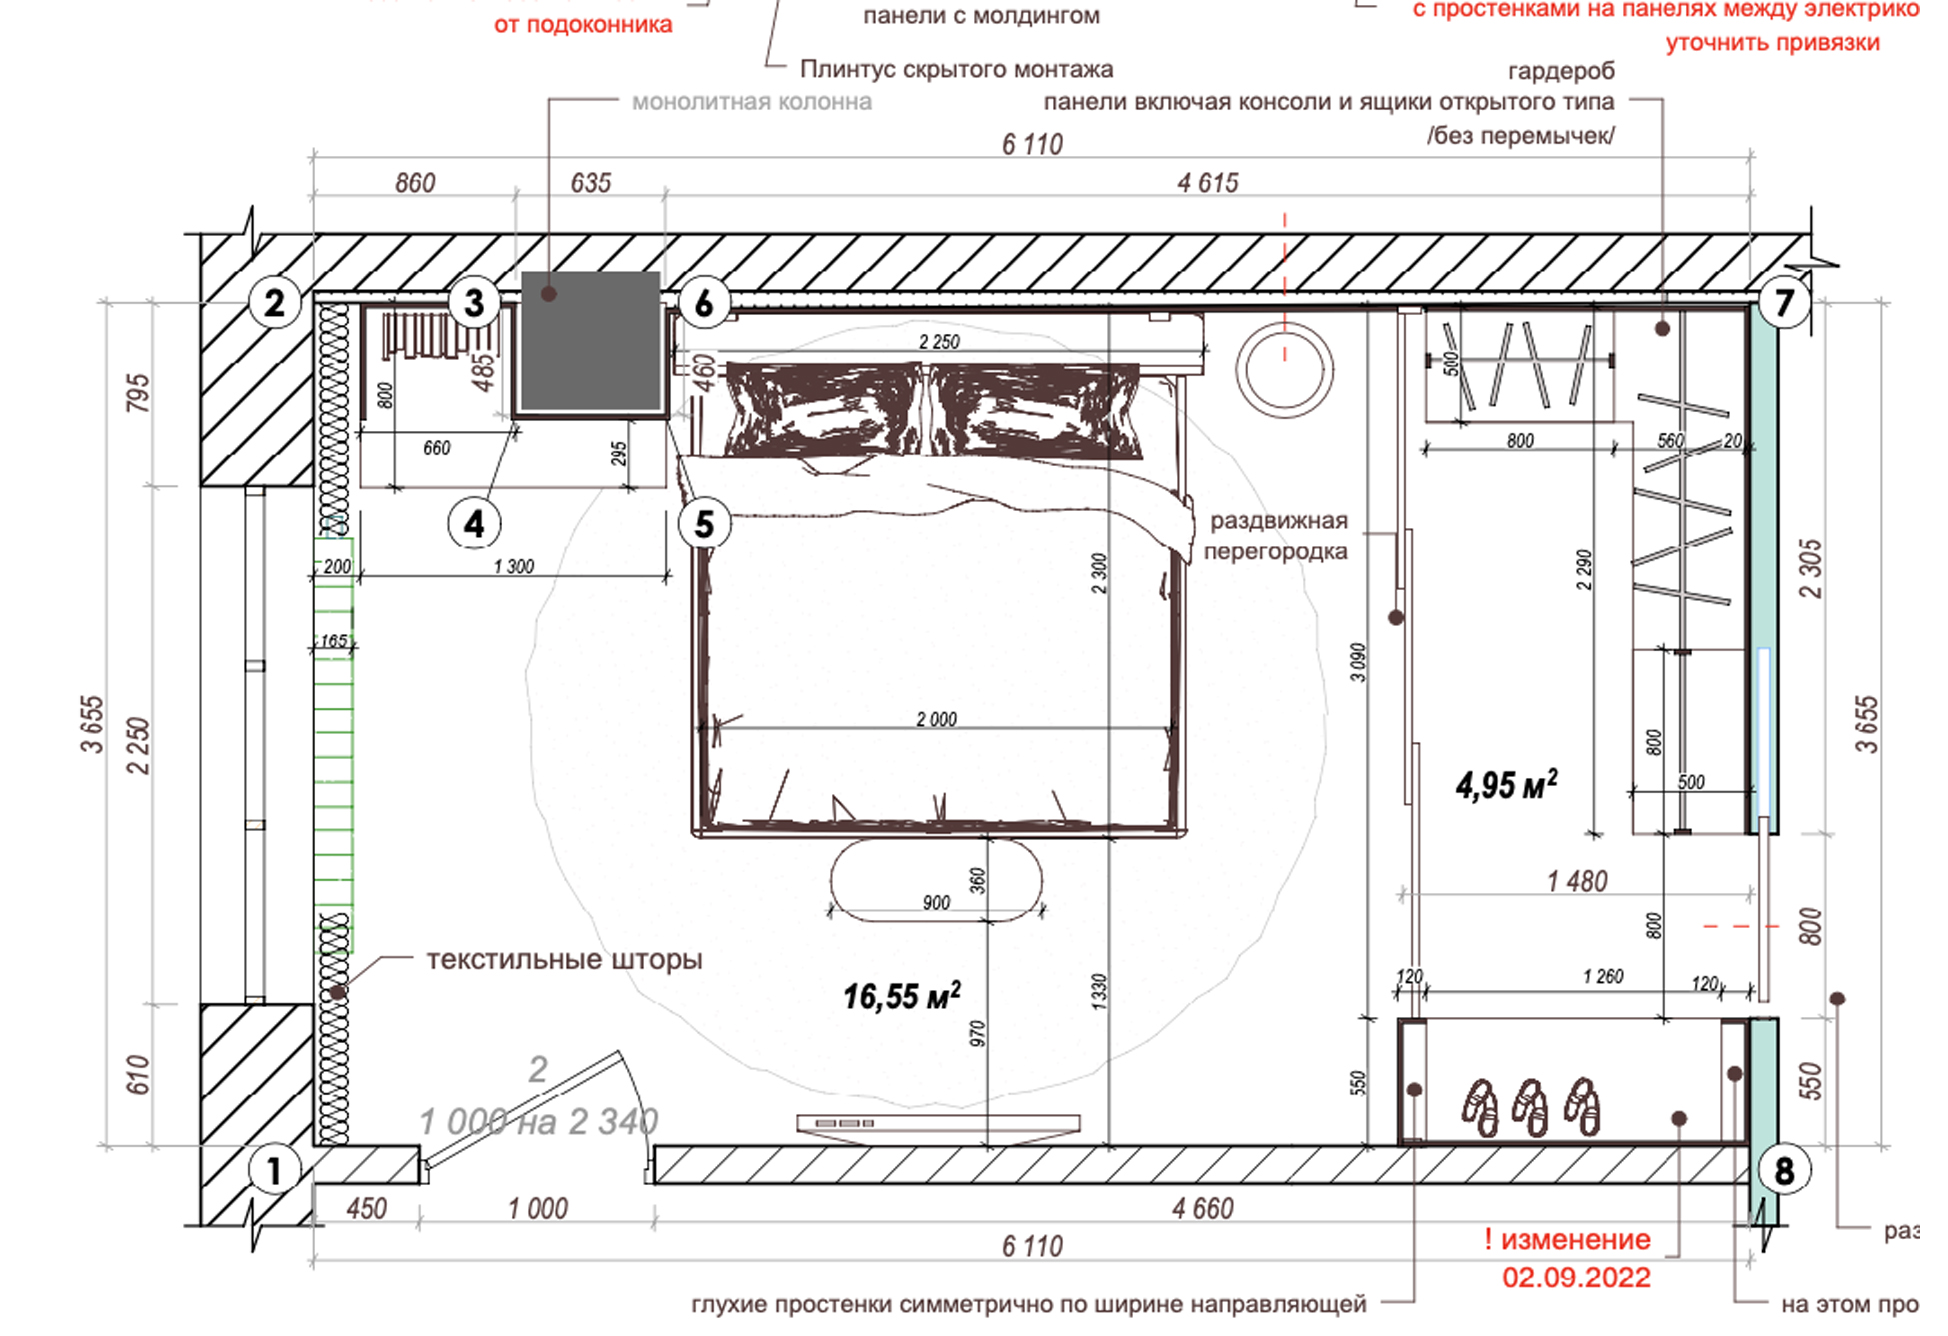 от подоконника
панели с молдингом
с простенками на панелях между электрико
уточнить привязки
Плинтус скрытого монтажа
гардероб
монолитная колонна
панели включая консоли и ящики открытого типа
/без перемычек/
6 110
860
635
4 615
2
3
6
7
2 250
485
460
800
500
795
660
295
800
560
20
4
5
раздвижная
перегородка
200
1 300
2 300
2 290
2 305
165
3 090
3 655
2 250
2 000
800
3 655
4,95 м²
500
360
900
1 480
800
800
текстильные шторы
16,55 м²
970
1330
120
1 260
120
2
1 000 на 2 340
610
550
550
1
8
450
1 000
4 660
раз
6 110
! изменение
02.09.2022
глухие простенки симметрично по ширине направляющей
на этом про